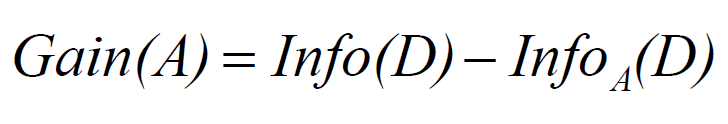 Gain(A) = Info(D) − Info_A(D)